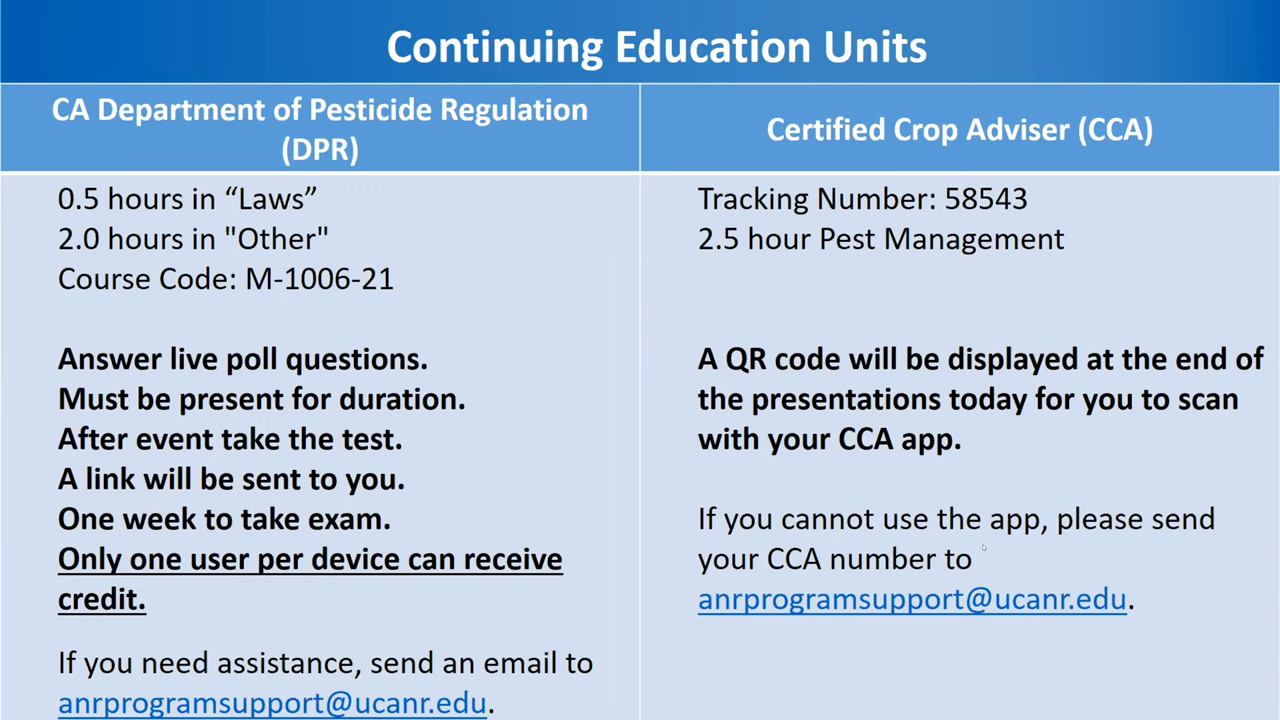 Continuing Education Units
CA Department of Pesticide Regulation
(DPR)
0.5 hours in “Laws”
2.0 hours in "Other"
Course Code: M-1006-21
Answer live poll questions.
Must be present for duration.
After event take the test.
A link will be sent to you.
One week to take exam.
Only one user per device can receive
credit.
If you need assistance, send an email to
anrprogramsupport@ucanr.edu.
Certified Crop Adviser (CCA)
Tracking Number: 58543
2.5 hour Pest Management
A QR code will be displayed at the end of
the presentations today for you to scan
with your CCA app.
If you cannot use the app, please send
your CCA number to
anrprogramsupport@ucanr.edu.